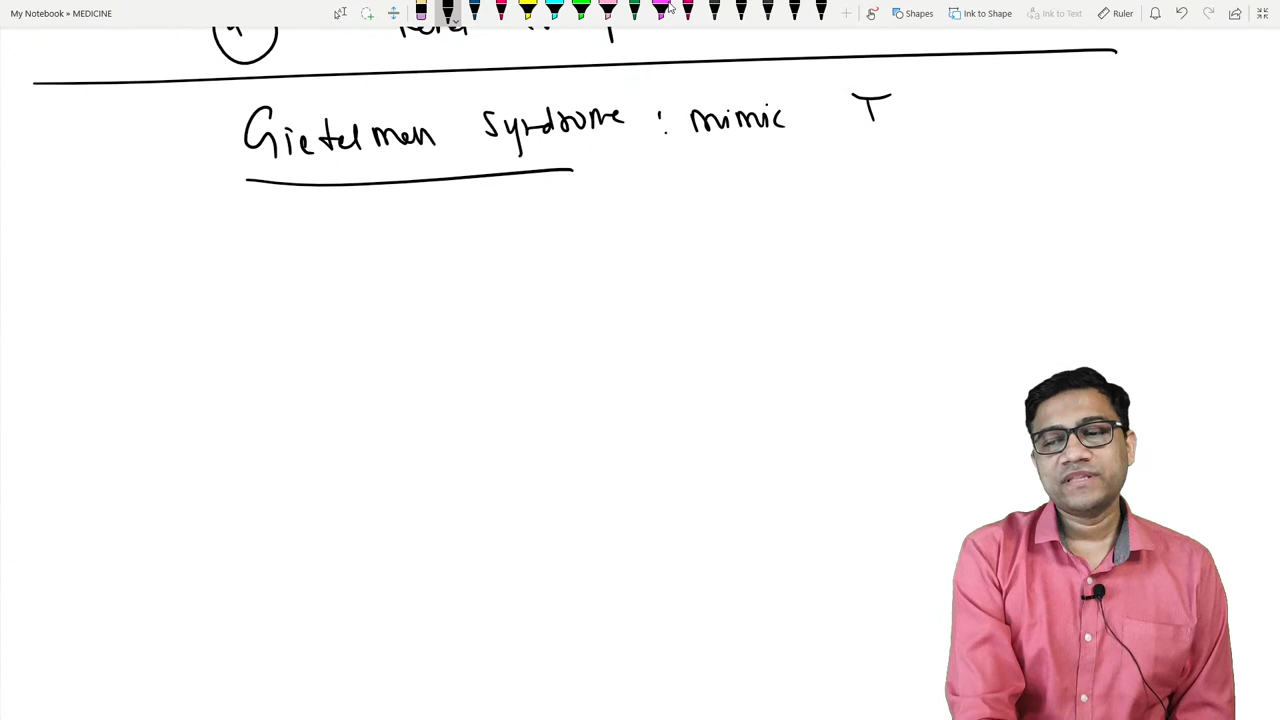 My Notebook » MEDICINE
Shapes Ink to Shape Ink to Text Ruler
Gietelman Syndrome : mimic T